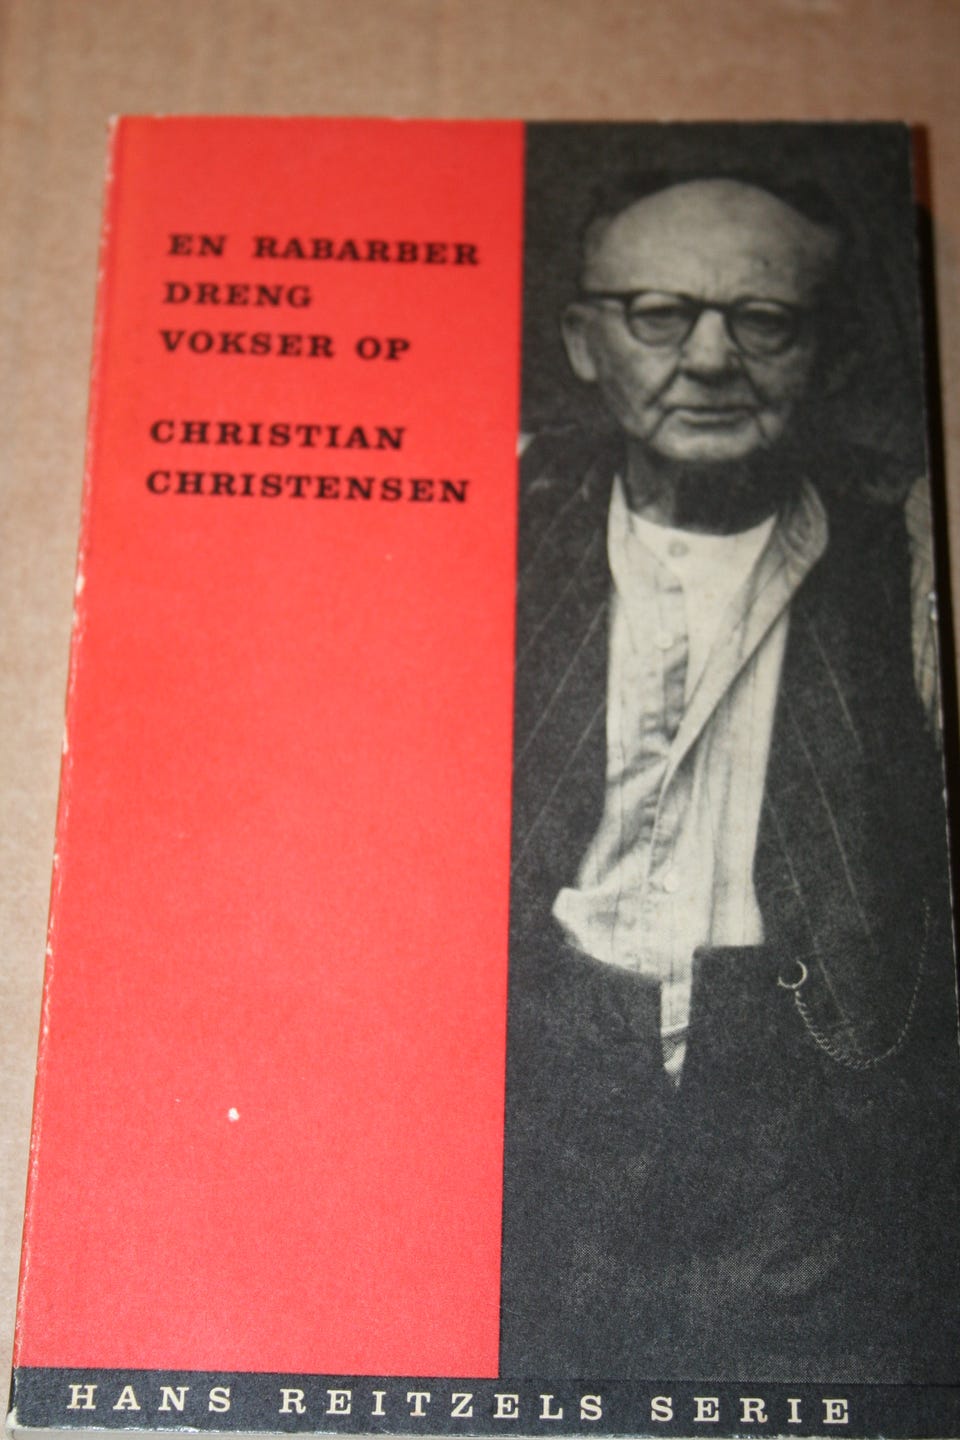 EN RABARBER
DRENG
VOKSER OP
CHRISTIAN
CHRISTENSEN
HANS REITZELS SERIE